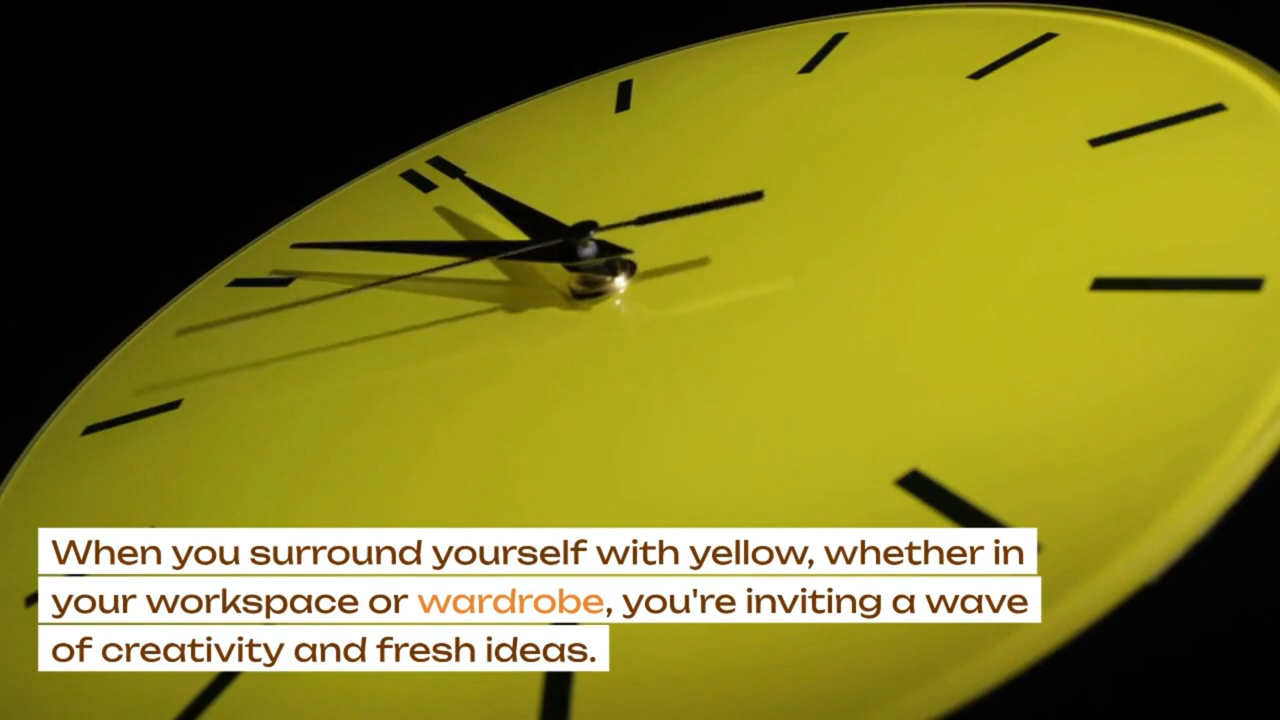 When you surround yourself with yellow, whether in
your workspace or wardrobe, you're inviting a wave
of creativity and fresh ideas.